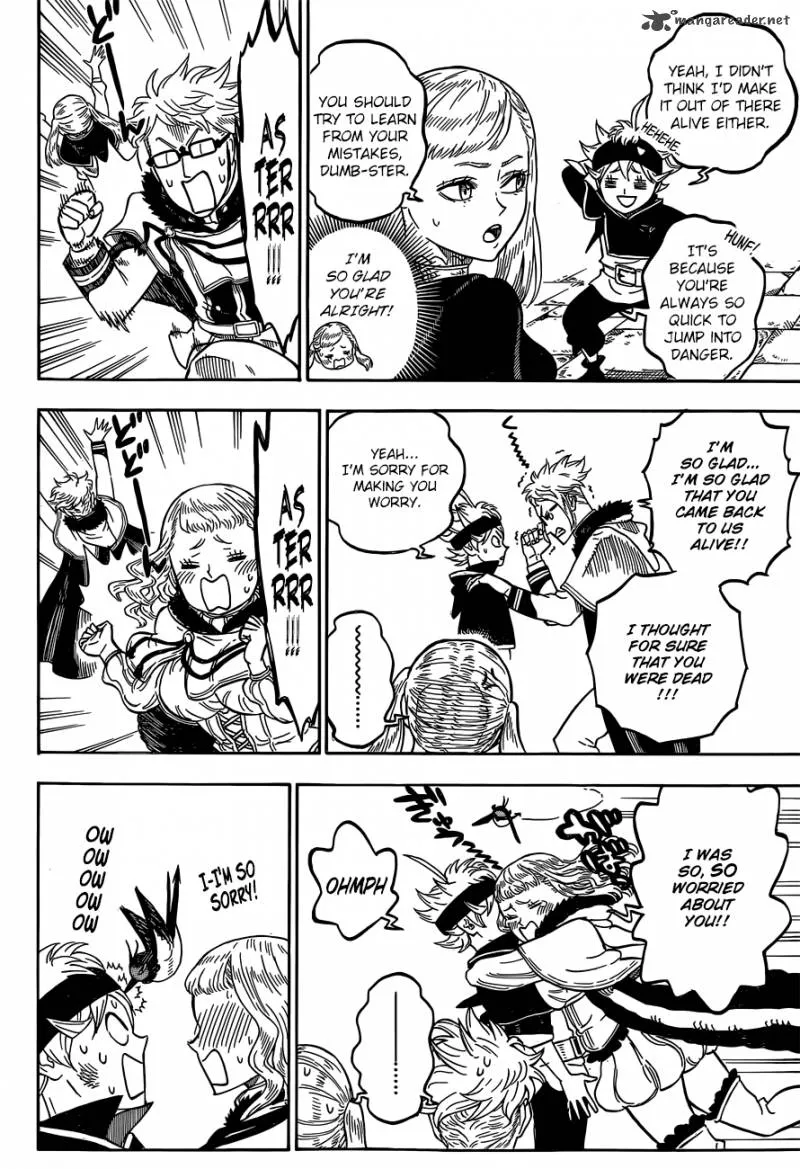 mangareader.net
YEAH, I DIDN'T
THINK I'D MAKE
IT OUT OF THERE
ALIVE EITHER.
HEHEHE.
HUNF!
IT'S
BECAUSE
YOU'RE
ALWAYS SO
QUICK TO
JUMP INTO
DANGER.
YOU SHOULD
TRY TO LEARN
FROM YOUR
MISTAKES,
DUMB-STER.
I'M
SO GLAD
YOU'RE
ALRIGHT!
ど
ど
AS
TER
RRR
!!!
I'M
SO GLAD...
I'M SO GLAD
THAT YOU
CAME BACK
TO US
ALIVE!!
I THOUGHT
FOR SURE
THAT YOU
WERE DEAD
!!!
YEAH...
I'M SORRY FOR
MAKING YOU
WORRY.
..........
ど
ど
AS
TER
RRR
!!!
I WAS
SO, SO
WORRIED
ABOUT
YOU!!
OHMPH
..........
I-I'M SO
SORRY!
OW
OW
OW
OW
OW